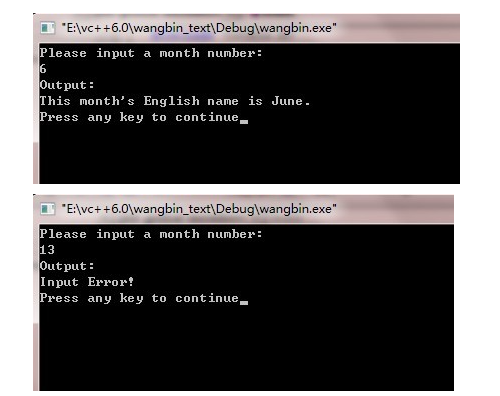 "E:\vc++6.0\wangbin_text\Debug\wangbin.exe"
Please input a month number:
6
Output:
This month's English name is June.
Press any key to continue_
"E:\vc++6.0\wangbin_text\Debug\wangbin.exe"
Please input a month number:
13
Output:
Input Error!
Press any key to continue_